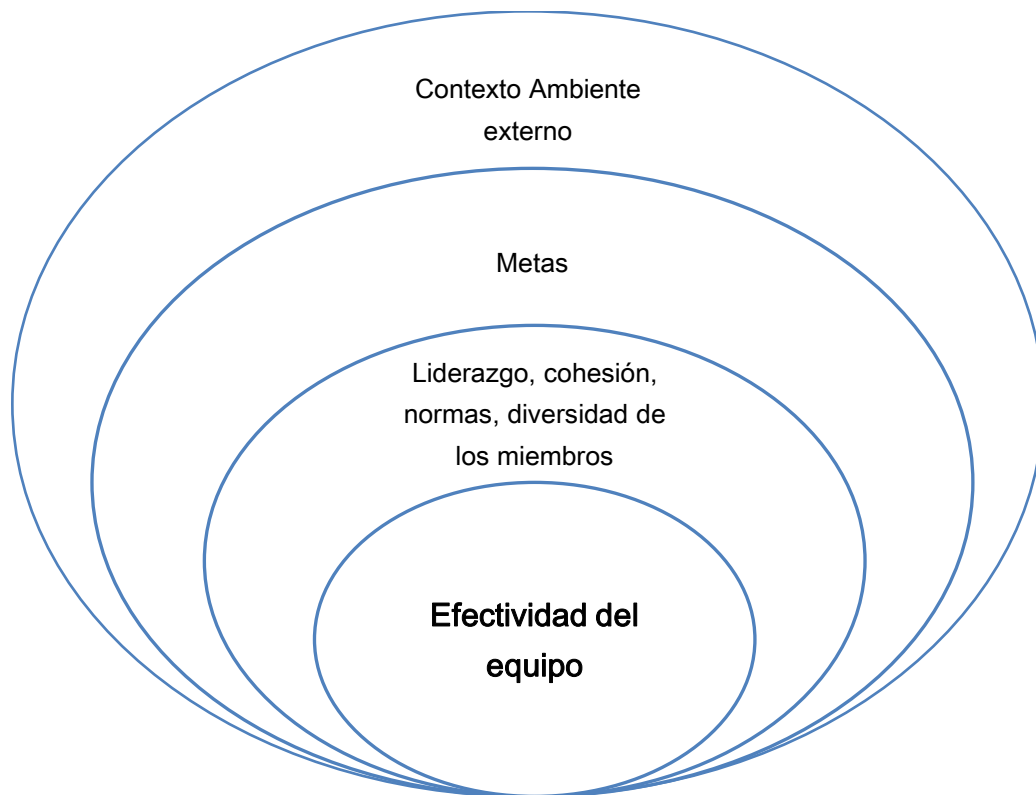 Contexto Ambiente
externo
Metas
Liderazgo, cohesión,
normas, diversidad de
los miembros
Efectividad del
equipo